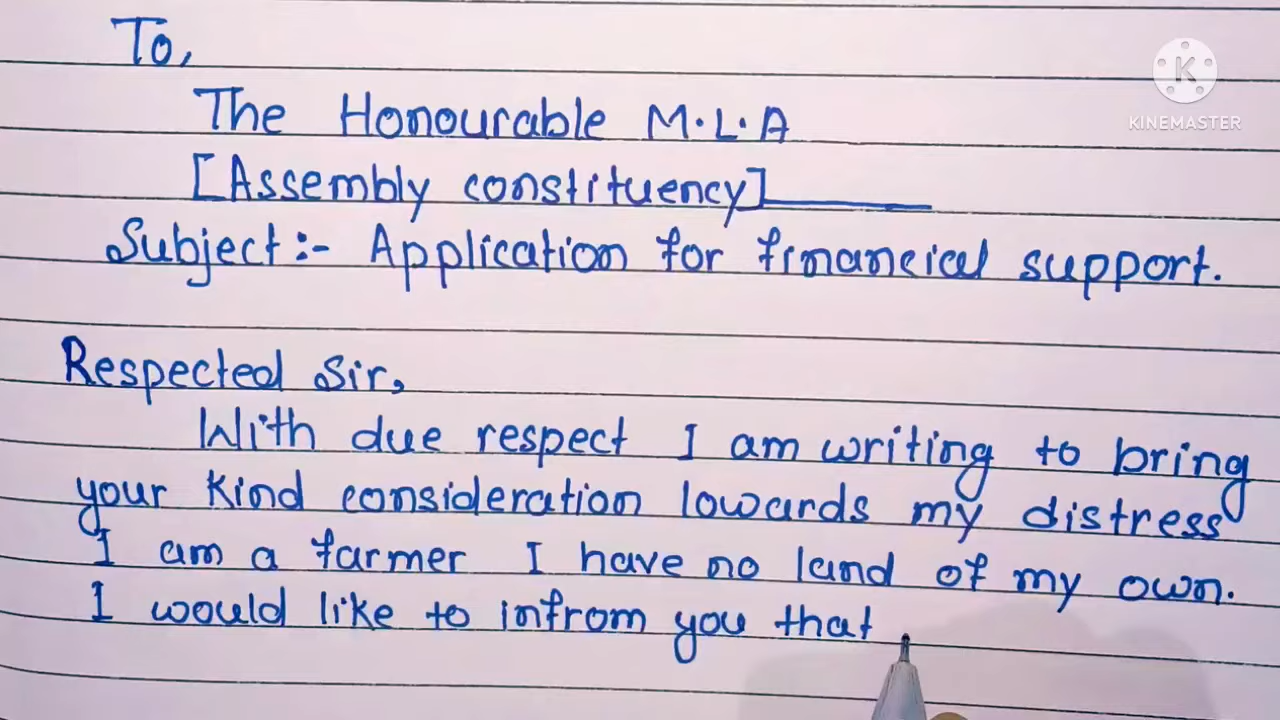 To,
The Honourable M.L.A
[Assembly constituency]______
Subject:- Application for financial support.
Respected Sir,
With due respect I am writing to bring
your kind consideration lowards my distress
I am a farmer I have no land of my own.
I would like to infrom you that
K
KINEMASTER